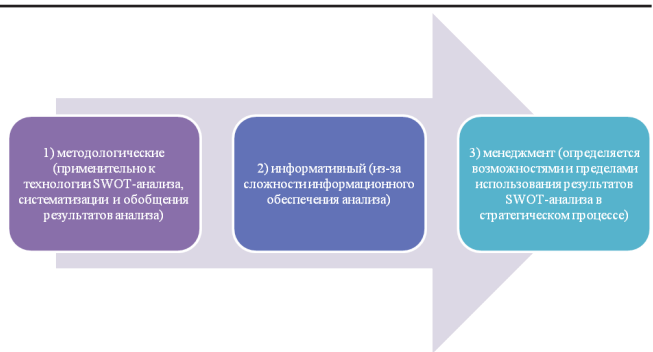 1) методологические
(применительно к
технологии SWOT-анализа,
систематизации и обобщения
результатов анализа)
2) информативный (из-за
сложности информационного
обеспечения анализа)
3) менеджмент (определяется
возможностями и пределами
использования результатов
SWOT-анализа в
стратегическом процессе)